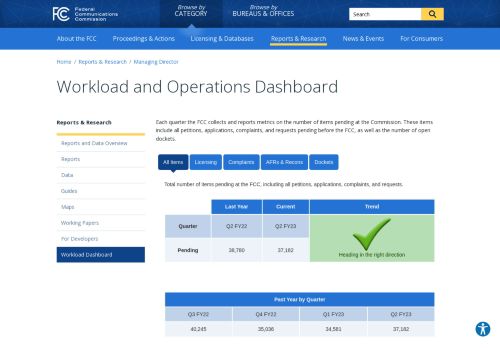 FCC
Federal
Communications
Commission
Browse by
CATEGORY
Browse by
BUREAUS & OFFICES
Search
About the FCC
Proceedings & Actions
Licensing & Databases
Reports & Research
News & Events
For Consumers
Home / Reports & Research / Managing Director
Workload and Operations Dashboard
Reports & Research
Reports and Data Overview
Reports
Data
Guides
Maps
Working Papers
For Developers
Workload Dashboard
Each quarter the FCC collects and reports metrics on the number of items pending at the Commission. These items
include all petitions, applications, complaints, and requests pending before the FCC, as well as the number of open
dockets.
All Items
Licensing
Complaints
AFRs & Recons
Dockets
Total number of items pending at the FCC, including all petitions, applications, complaints, and requests.
Last Year Current Trend
Quarter Q2 FY22 Q2 FY23
Pending 38,780 37,182
Heading in the right direction
Past Year by Quarter
Q3 FY22 Q4 FY22 Q1 FY23 Q2 FY23
40,245 35,036 34,581 37,182